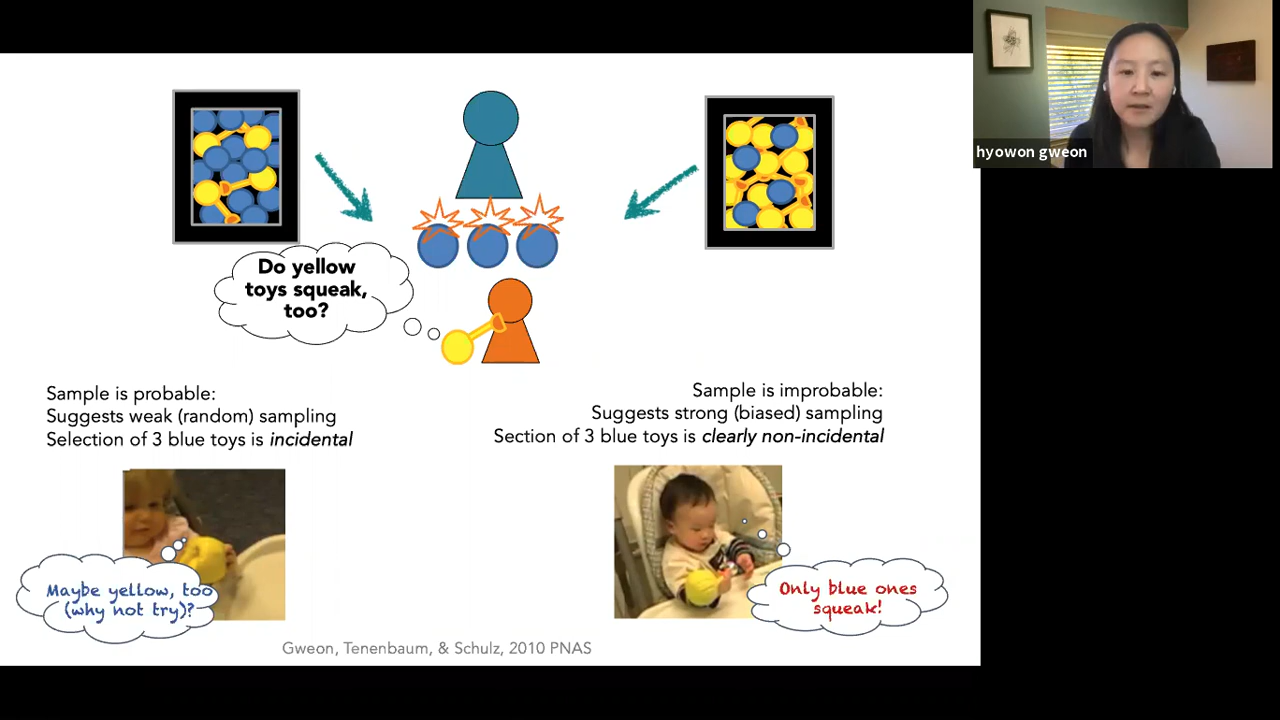 hyowon gweon
Do yellow
toys squeak,
too?
Sample is probable:
Suggests weak (random) sampling
Selection of 3 blue toys is incidental
Sample is improbable:
Suggests strong (biased) sampling
Section of 3 blue toys is clearly non-incidental
Maybe yellow, too
(why not try)?
Only blue ones
squeak!
Gweon, Tenenbaum, & Schulz, 2010 PNAS